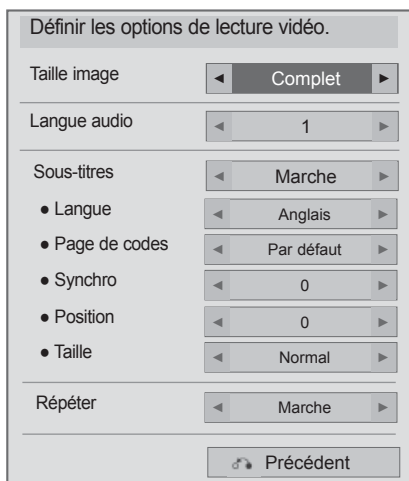 Définir les options de lecture vidéo.
Taille image ◄ Complet ►
Langue audio ◄ 1 ►
Sous-titres ◄ Marche ►
● Langue ◄ Anglais ►
● Page de codes ◄ Par défaut ►
● Synchro ◄ 0 ►
● Position ◄ 0 ►
● Taille ◄ Normal ►
Répéter ◄ Marche ►
Précédent